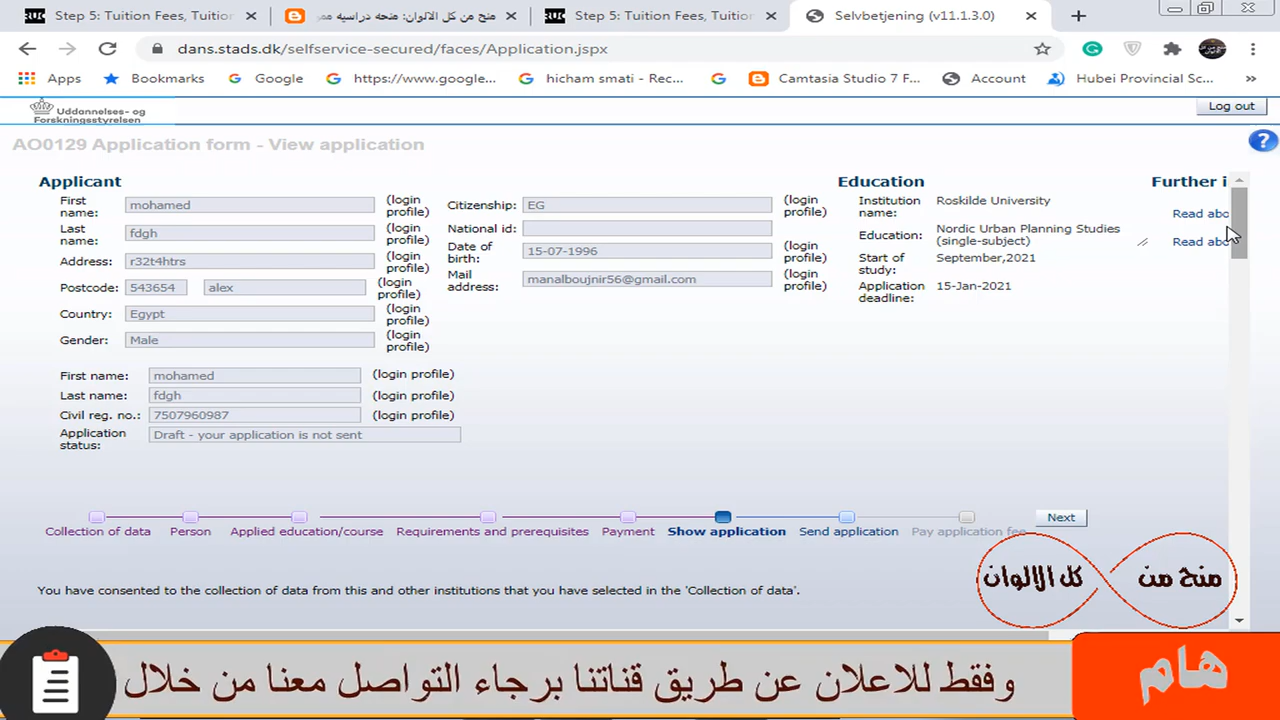 Step 5: Tuition Fees, Tuition
منح من كل الالوان: منحه دراسيه ممو
Step 5: Tuition Fees, Tuition
Selvbetjening (v11.1.3.0)
dans.stads.dk/selfservice-secured/faces/Application.jspx
Apps
Bookmarks
Google
https://www.google...
hicham smati - Rec...
Camtasia Studio 7 F...
Account
Hubei Provincial Sc...
»
Uddannelses- og
Forskningsstyrelsen
Log out
AO0129 Application form - View application
?
Applicant
First name: mohamed (login profile)
Last name: fdgh (login profile)
Address: r32t4htrs (login profile)
Postcode: 543654 alex (login profile)
Country: Egypt (login profile)
Gender: Male (login profile)
Citizenship: EG (login profile)
National id:
Date of birth: 15-07-1996 (login profile)
Mail address: manalboujnir56@gmail.com (login profile)
Education
Institution name: Roskilde University
Education: Nordic Urban Planning Studies (single-subject)
Start of study: September,2021
Application deadline: 15-Jan-2021
Further i
Read abo
Read abo
First name: mohamed (login profile)
Last name: fdgh (login profile)
Civil reg. no.: 7507960987 (login profile)
Application status: Draft - your application is not sent
Collection of data Person Applied education/course Requirements and prerequisites Payment Show application Send application Pay application fee
Next
You have consented to the collection of data from this and other institutions that you have selected in the 'Collection of data'.
منح من كل الالوان
هام
وفقط للاعلان عن طريق قناتنا برجاء التواصل معنا من خلال